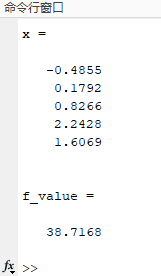 命令行窗口
x =
-0.4855
0.1792
0.8266
2.2428
1.6069
f_value =
38.7168
fx >>